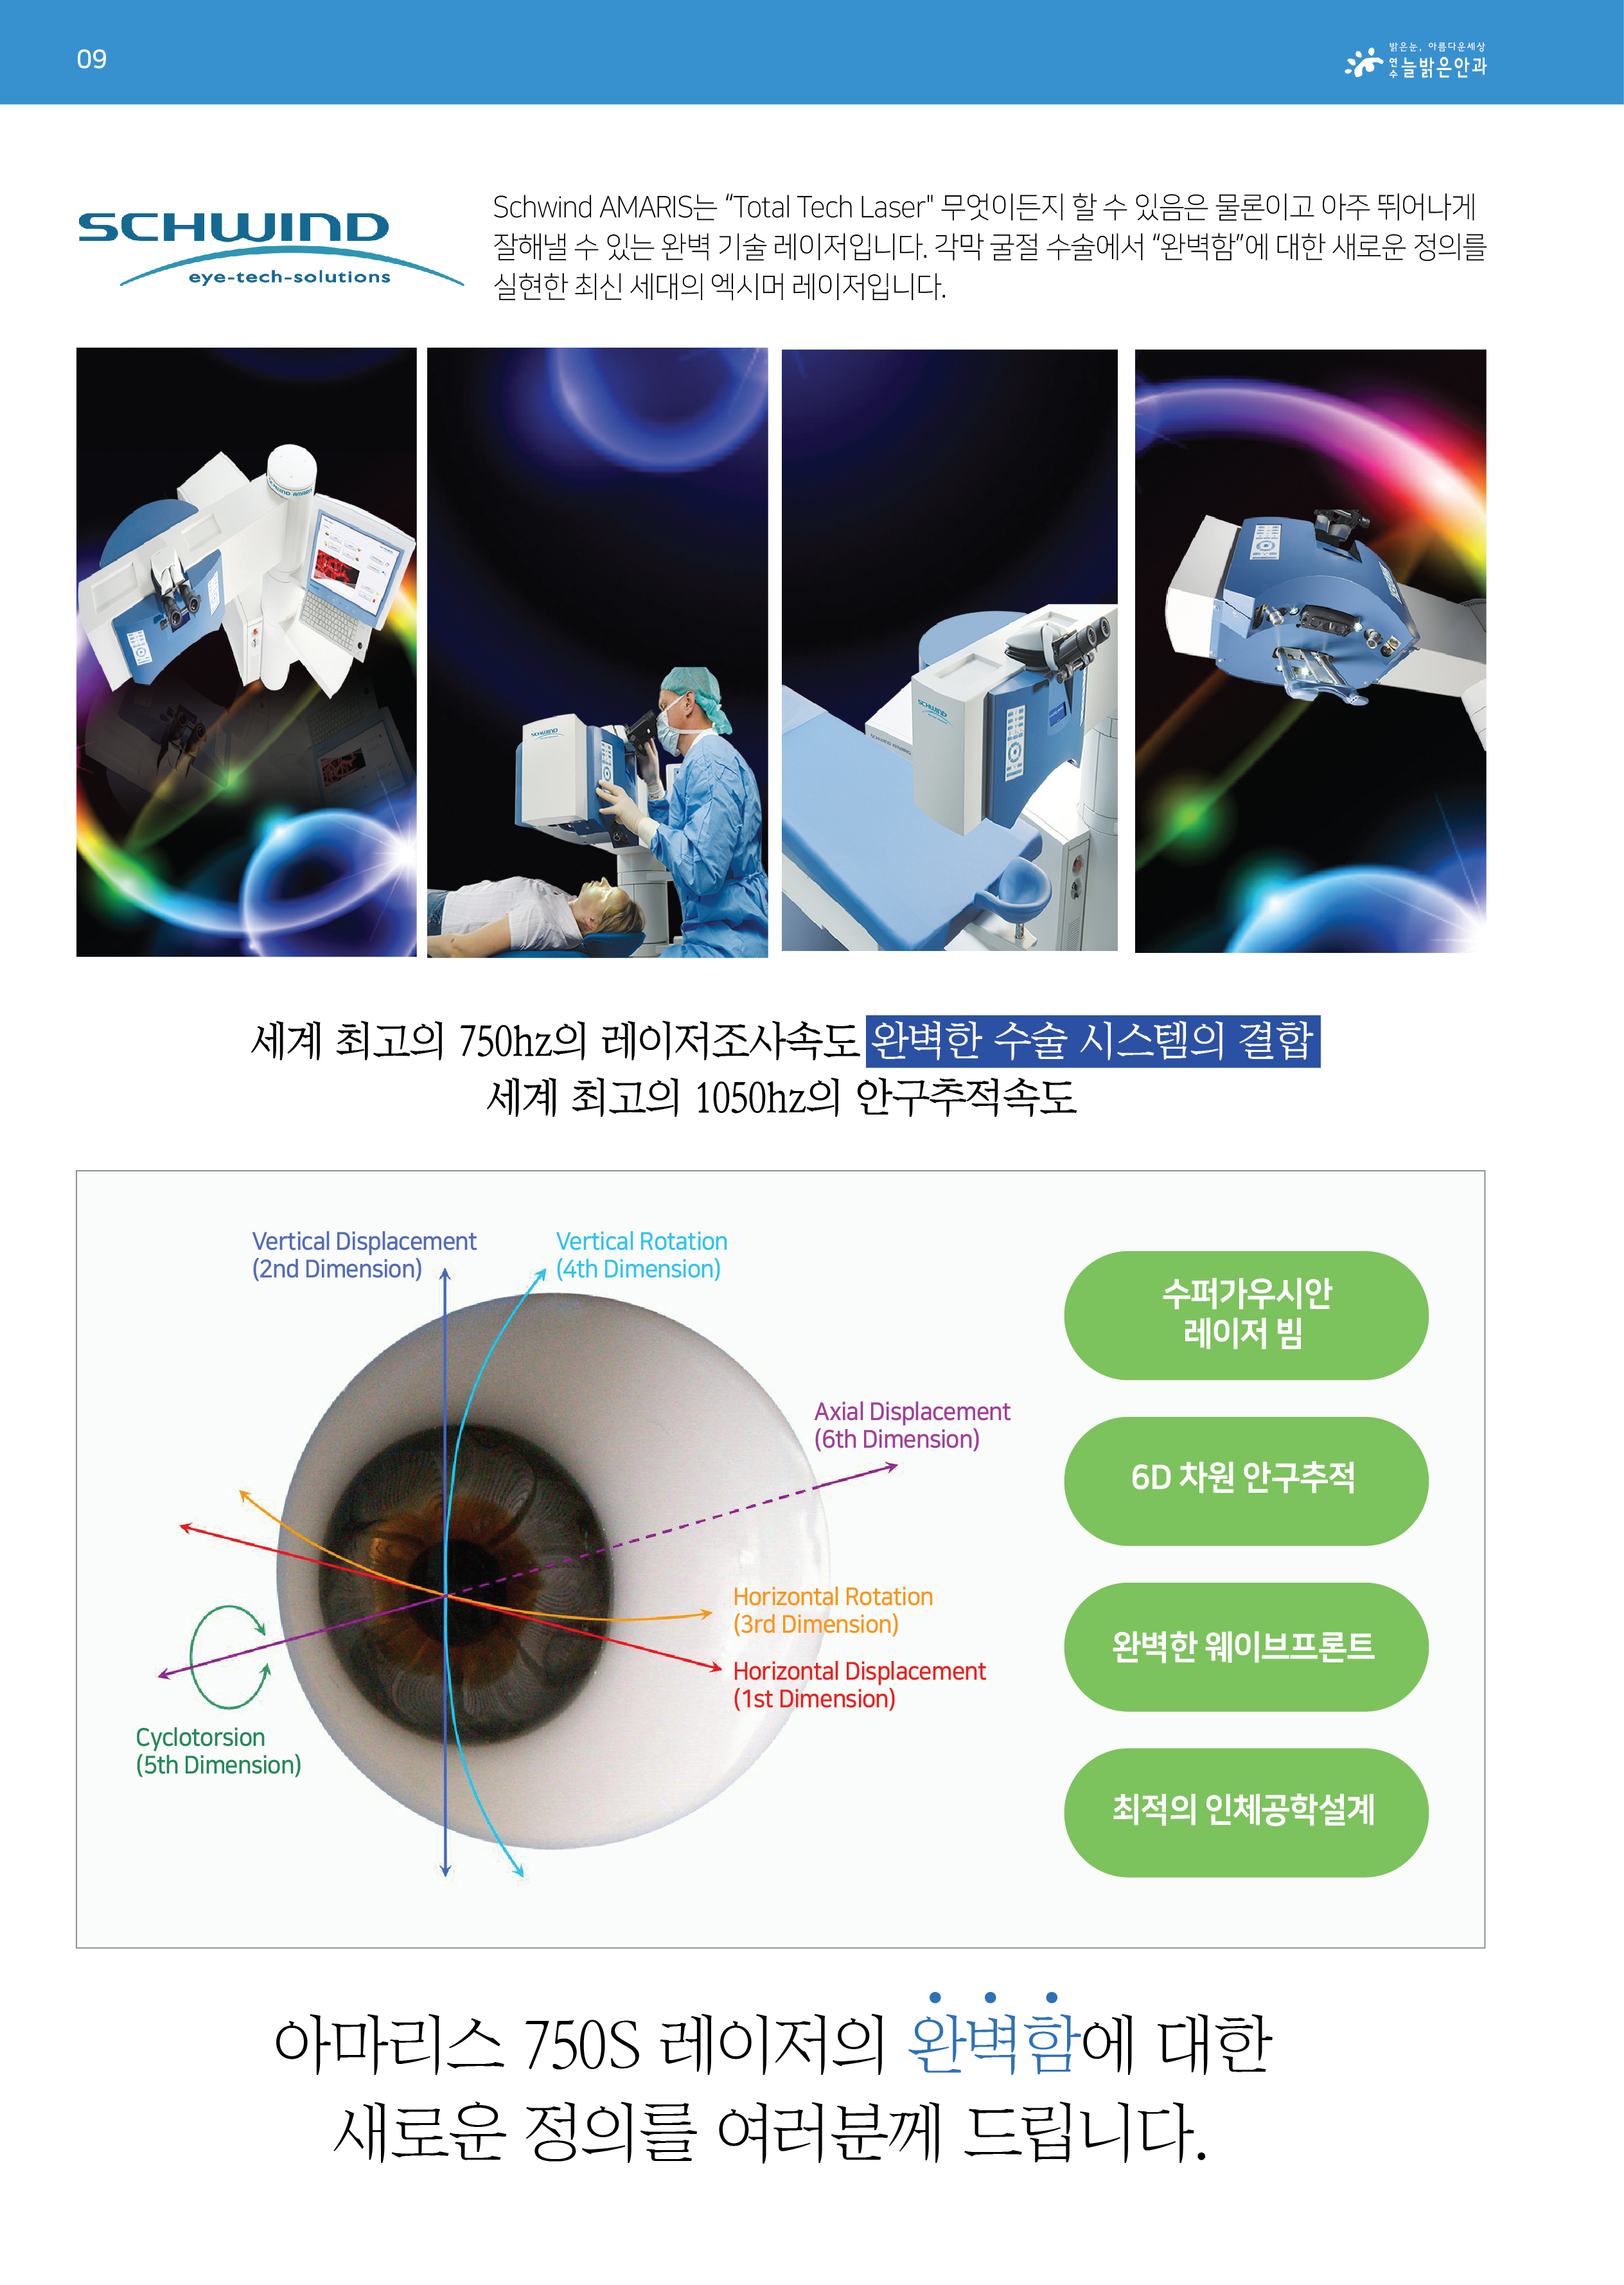 09
밝은눈, 아름다운세상
연수 늘밝은안과
SCHWIND
eye-tech-solutions
Schwind AMARIS는 “Total Tech Laser" 무엇이든지 할 수 있음은 물론이고 아주 뛰어나게
잘해낼 수 있는 완벽 기술 레이저입니다. 각막 굴절 수술에서 “완벽함”에 대한 새로운 정의를
실현한 최신 세대의 엑시머 레이저입니다.
SCHWIND AMARIS
SCHWIND
SCHWIND
SCHWIND AMARIS
세계 최고의 750hz의 레이저조사속도 완벽한 수술 시스템의 결합
세계 최고의 1050hz의 안구추적속도
Vertical Displacement
(2nd Dimension)
Vertical Rotation
(4th Dimension)
Axial Displacement
(6th Dimension)
Horizontal Rotation
(3rd Dimension)
Horizontal Displacement
(1st Dimension)
Cyclotorsion
(5th Dimension)
수퍼가우시안
레이저 빔
6D 차원 안구추적
완벽한 웨이브프론트
최적의 인체공학설계
아마리스 750S 레이저의 완벽함에 대한
새로운 정의를 여러분께 드립니다.